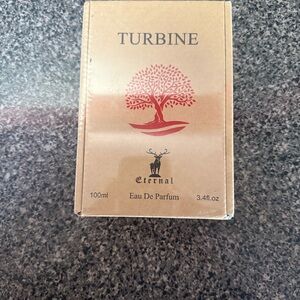 TURBINE
Eternal
100ml Eau De Parfum 3.4fl.oz